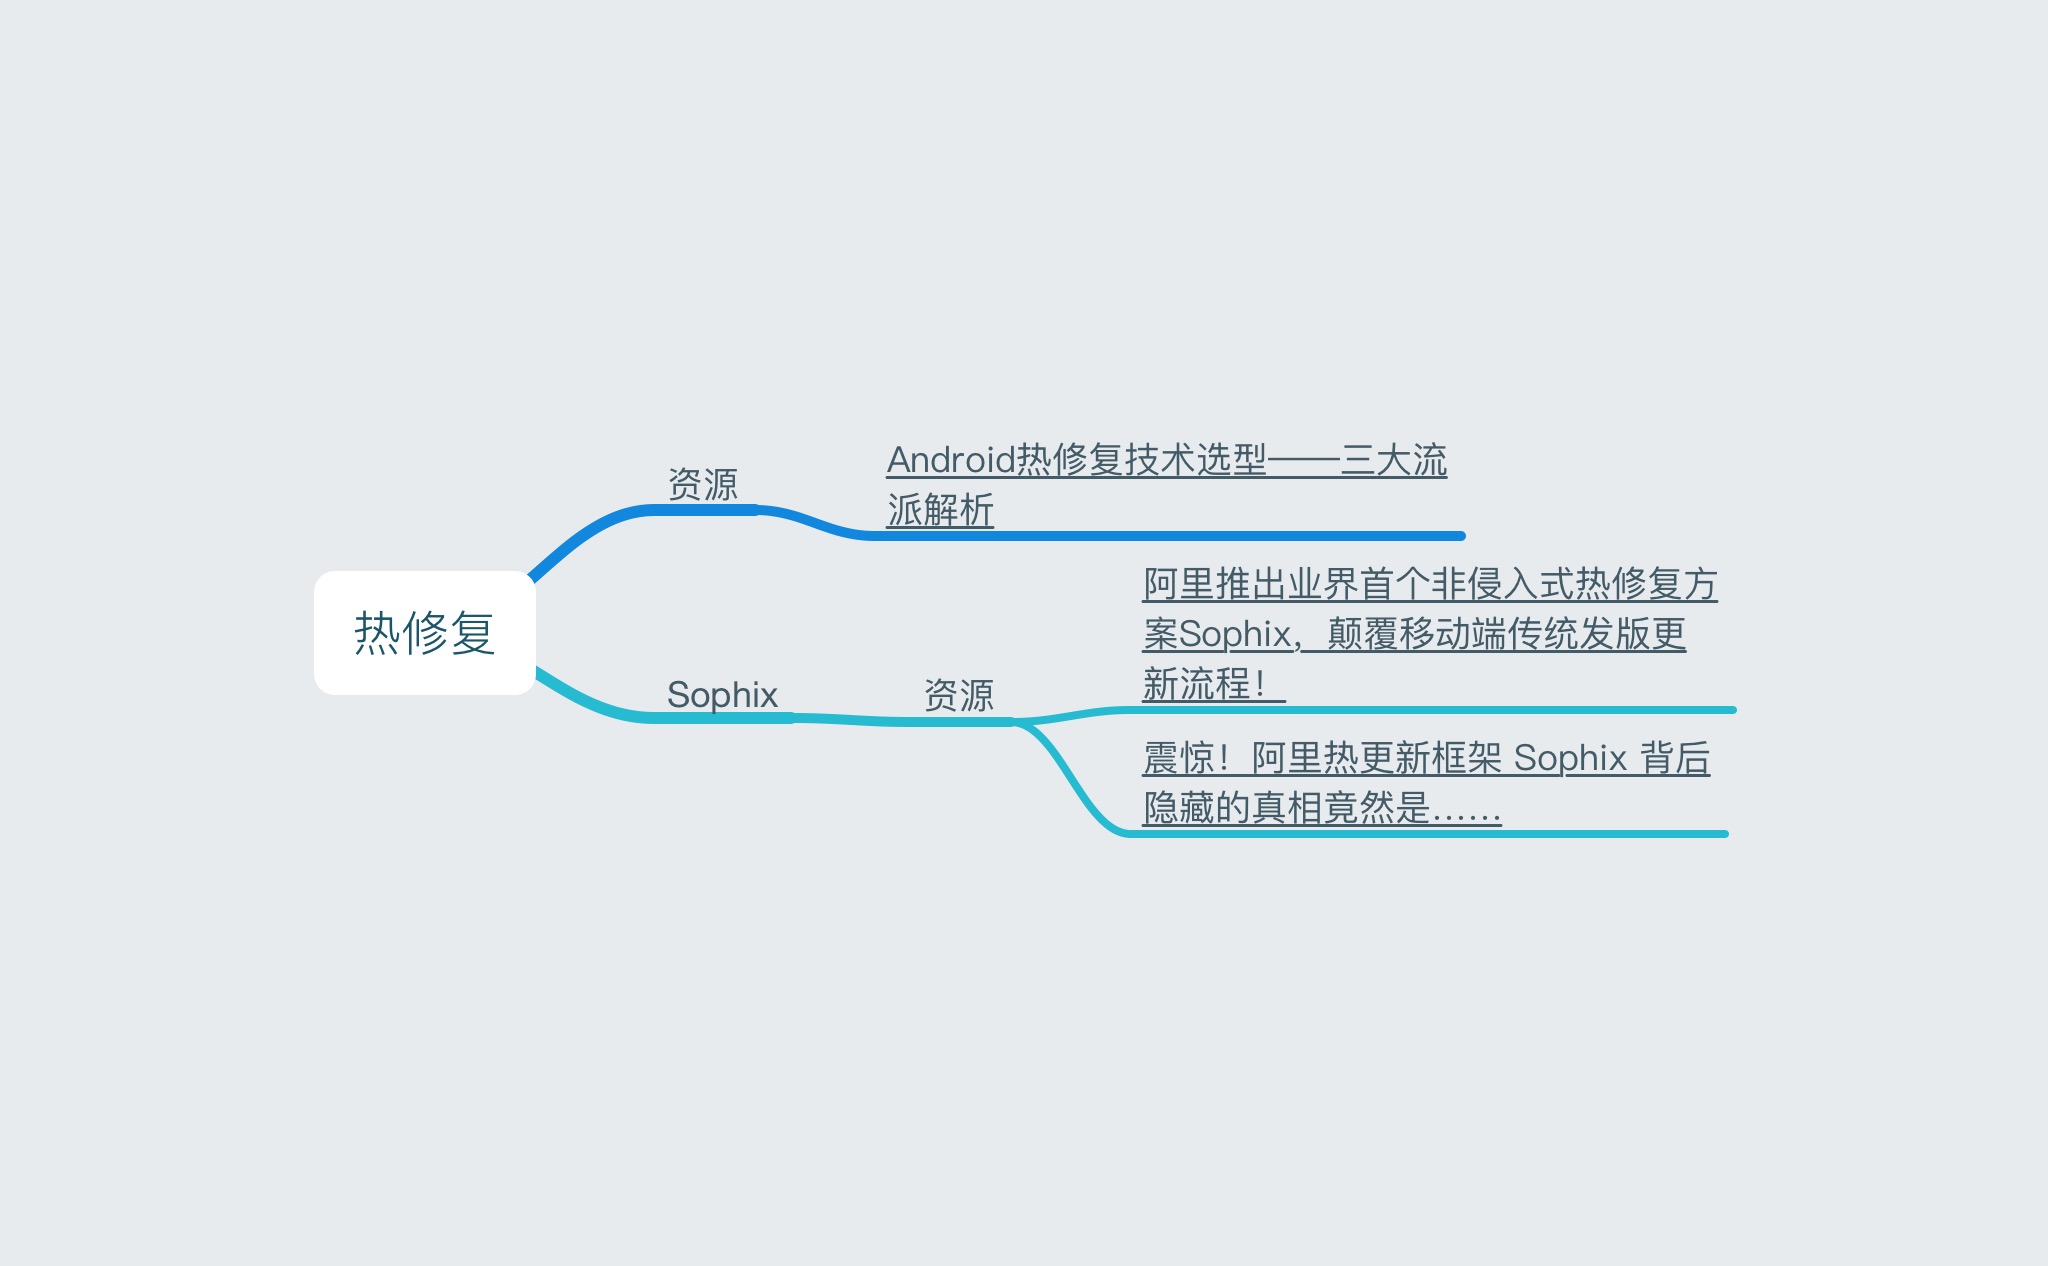 热修复
资源
Android热修复技术选型——三大流
派解析
Sophix
资源
阿里推出业界首个非侵入式热修复方
案Sophix，颠覆移动端传统发版更
新流程！
震惊！阿里热更新框架 Sophix 背后
隐藏的真相竟然是……